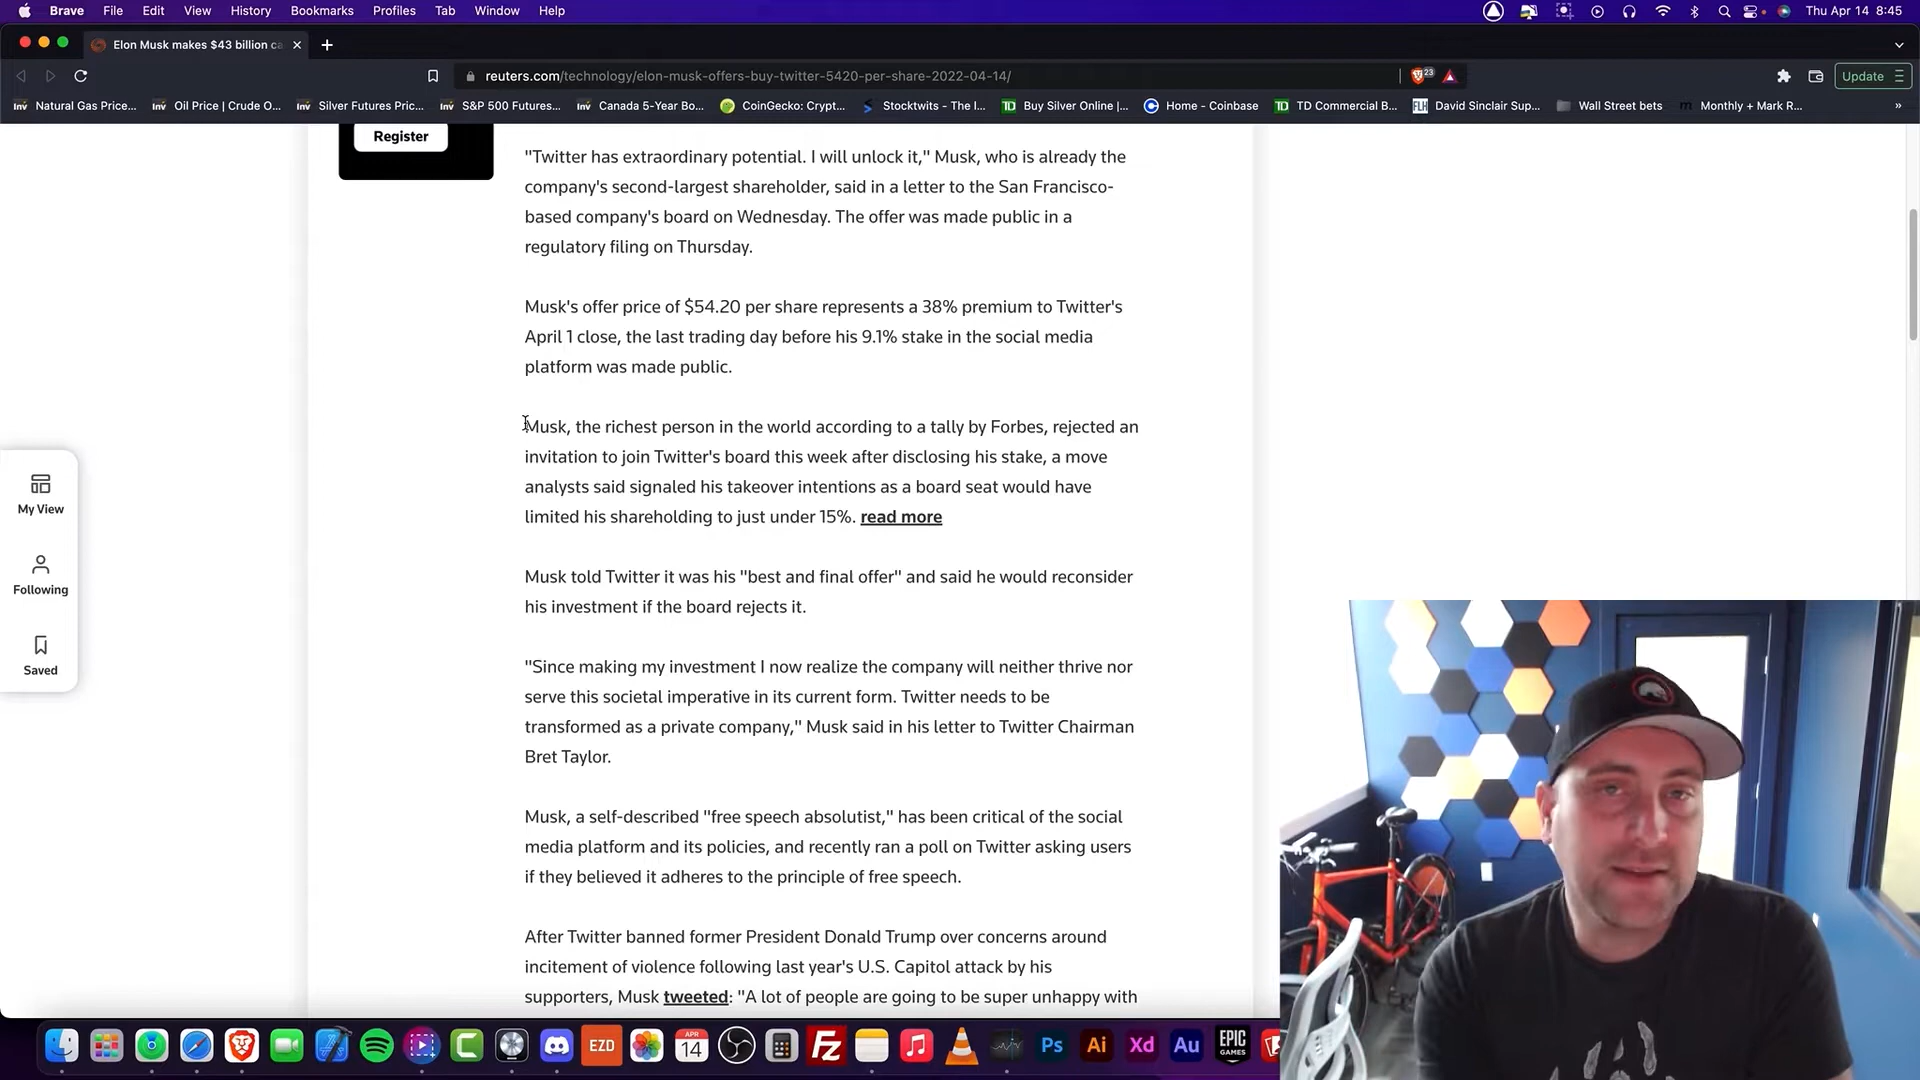 Brave File Edit View History Bookmarks Profiles Tab Window Help Thu Apr 14 8:45
Elon Musk makes $43 billion ca
reuters.com/technology/elon-musk-offers-buy-twitter-5420-per-share-2022-04-14/ 23 Update
Natural Gas Price... Oil Price | Crude O... Silver Futures Pric... S&P 500 Futures... Canada 5-Year Bo... CoinGecko: Crypt... Stocktwits - The l... Buy Silver Online |... Home - Coinbase TD Commercial B... David Sinclair Sup... Wall Street bets Monthly + Mark R... »
Register
"Twitter has extraordinary potential. I will unlock it," Musk, who is already the
company's second-largest shareholder, said in a letter to the San Francisco-
based company's board on Wednesday. The offer was made public in a
regulatory filing on Thursday.
Musk's offer price of $54.20 per share represents a 38% premium to Twitter's
April 1 close, the last trading day before his 9.1% stake in the social media
platform was made public.
Musk, the richest person in the world according to a tally by Forbes, rejected an
invitation to join Twitter's board this week after disclosing his stake, a move
analysts said signaled his takeover intentions as a board seat would have
limited his shareholding to just under 15%. read more
My View
Following
Saved
Musk told Twitter it was his "best and final offer" and said he would reconsider
his investment if the board rejects it.
"Since making my investment I now realize the company will neither thrive nor
serve this societal imperative in its current form. Twitter needs to be
transformed as a private company," Musk said in his letter to Twitter Chairman
Bret Taylor.
Musk, a self-described "free speech absolutist," has been critical of the social
media platform and its policies, and recently ran a poll on Twitter asking users
if they believed it adheres to the principle of free speech.
After Twitter banned former President Donald Trump over concerns around
incitement of violence following last year's U.S. Capitol attack by his
supporters, Musk tweeted: "A lot of people are going to be super unhappy with
EZD APR 14 Fz Ps Ai Xd Au EPIC GAMES